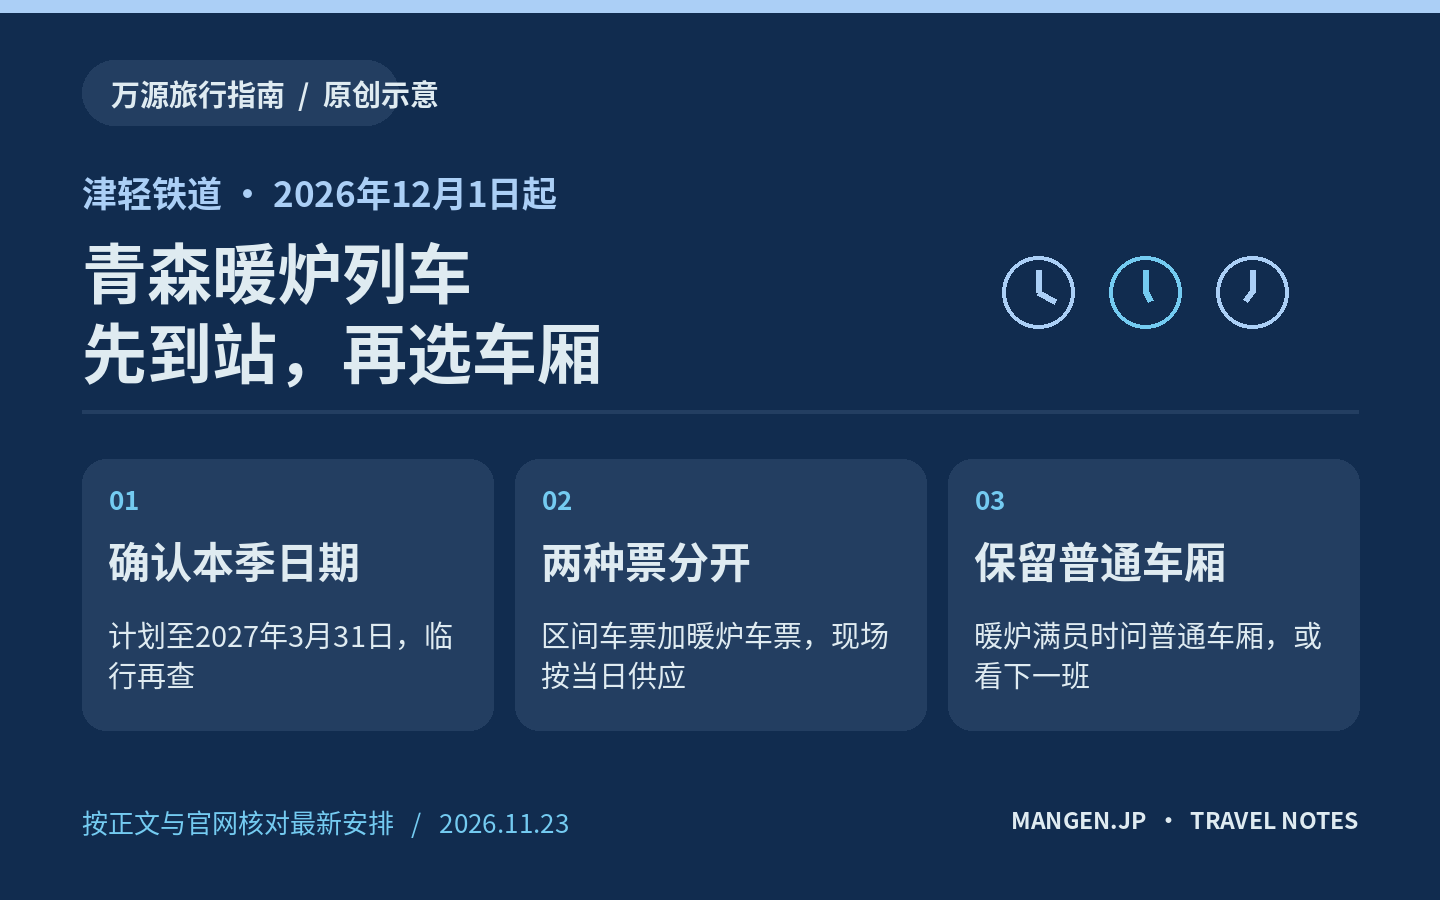 万源旅行指南 / 原创示意
津轻铁道 · 2026年12月1日起
青森暖炉列车
先到站，再选车厢
01
确认本季日期
计划至2027年3月31日，临
行再查
02
两种票分开
区间车票加暖炉车票，现场
按当日供应
03
保留普通车厢
暖炉满员时问普通车厢，或
看下一班
按正文与官网核对最新安排 / 2026.11.23
MANGEN.JP · TRAVEL NOTES